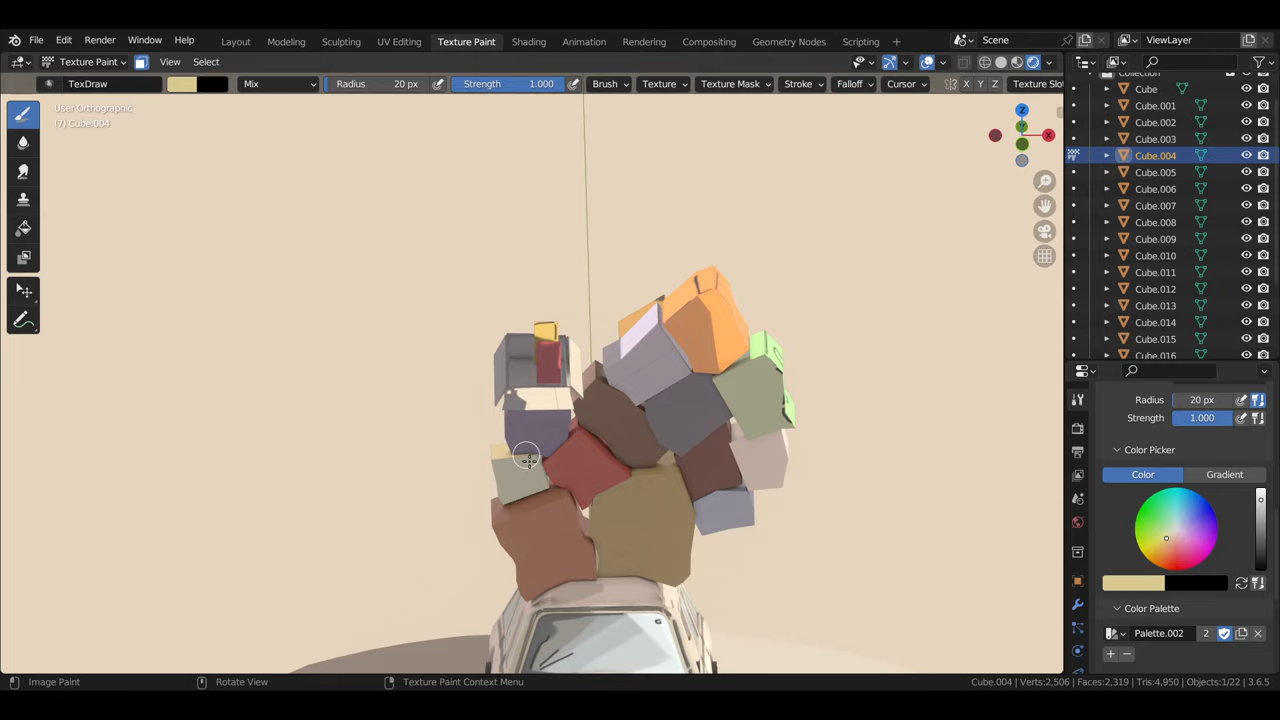 File Edit Render Window Help
Layout Modeling Sculpting UV Editing Texture Paint Shading Animation Rendering Compositing Geometry Nodes Scripting
Scene ViewLayer
Texture Paint View Select
TexDraw Mix Radius 20 px Strength 1.000 Brush Texture Texture Mask Stroke Falloff Cursor X Y Z Texture Slot
User Orthographic
(7) Cube.004
Z
X
Collection
Cube
Cube.001
Cube.002
Cube.003
Cube.004
Cube.005
Cube.006
Cube.007
Cube.008
Cube.009
Cube.010
Cube.011
Cube.012
Cube.013
Cube.014
Cube.015
Cube.016
Radius 20 px
Strength 1.000
Color Picker
Color Gradient
Color Palette
Palette.002 2
Image Paint Rotate View Texture Paint Context Menu
Cube.004 | Verts:2,506 | Faces:2,319 | Tris:4,950 | Objects:1/22 | 3.6.5